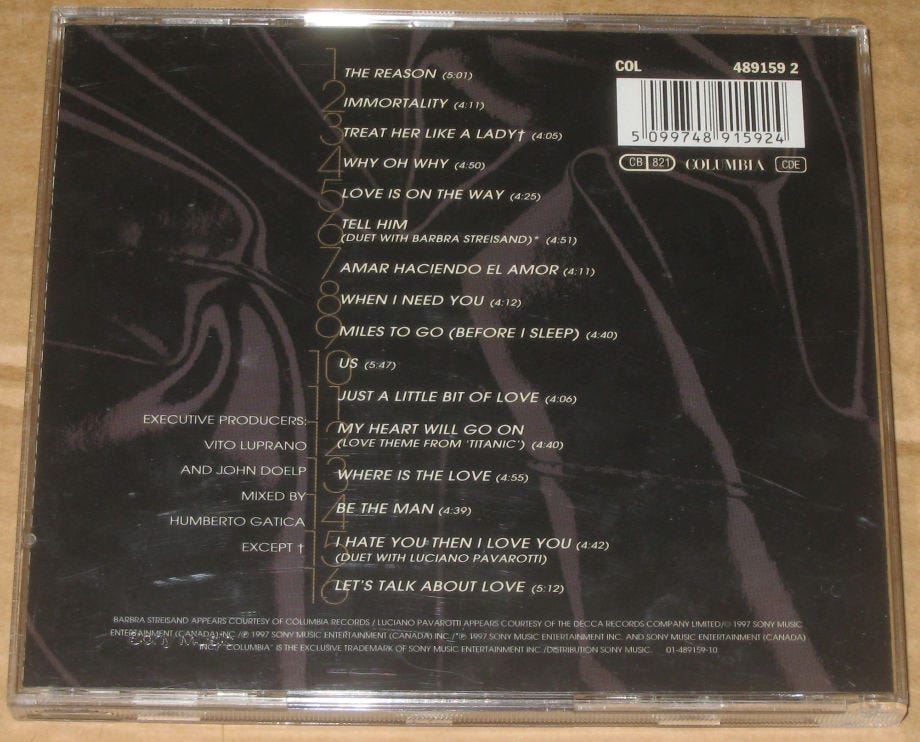 COL 489159 2
5 099748 915924
CB 821 COLUMBIA CDE
1 THE REASON (5:01)
2 IMMORTALITY (4:11)
3 TREAT HER LIKE A LADY† (4:05)
4 WHY OH WHY (4:50)
5 LOVE IS ON THE WAY (4:25)
6 TELL HIM
(DUET WITH BARBRA STREISAND)* (4:51)
7 AMAR HACIENDO EL AMOR (4:11)
8 WHEN I NEED YOU (4:12)
9 MILES TO GO (BEFORE I SLEEP) (4:40)
10 US (5:47)
11 JUST A LITTLE BIT OF LOVE (4:06)
12 MY HEART WILL GO ON
(LOVE THEME FROM 'TITANIC') (4:40)
13 WHERE IS THE LOVE (4:55)
14 BE THE MAN (4:39)
15 I HATE YOU THEN I LOVE YOU (4:42)
(DUET WITH LUCIANO PAVAROTTI)
16 LET'S TALK ABOUT LOVE (5:12)
EXECUTIVE PRODUCERS:
VITO LUPRANO
AND JOHN DOELP
MIXED BY
HUMBERTO GATICA
EXCEPT †
BARBRA STREISAND APPEARS COURTESY OF COLUMBIA RECORDS / LUCIANO PAVAROTTI APPEARS COURTESY OF THE DECCA RECORDS COMPANY LIMITED/© 1997 SONY MUSIC
ENTERTAINMENT (CANADA) INC./℗ 1997 SONY MUSIC ENTERTAINMENT (CANADA) INC./*℗ 1997 SONY MUSIC ENTERTAINMENT INC. AND SONY MUSIC ENTERTAINMENT (CANADA)
INC./"COLUMBIA" IS THE EXCLUSIVE TRADEMARK OF SONY MUSIC ENTERTAINMENT INC./DISTRIBUTION SONY MUSIC. 01-489159-10